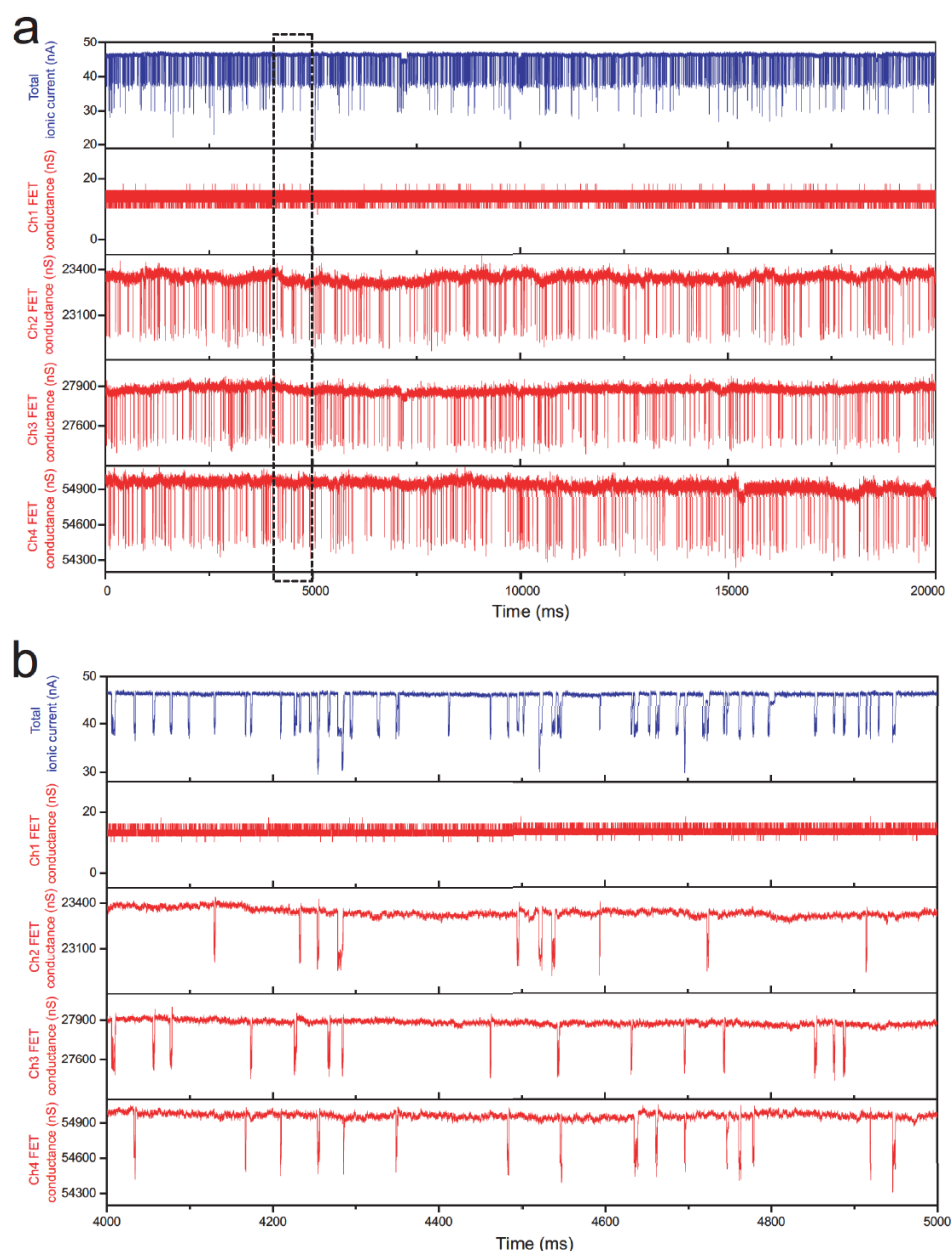 a
Total
ionic current (nA)
50
40
30
20
Ch1 FET
conductance (nS)
20
0
Ch2 FET
conductance (nS)
23400
23100
Ch3 FET
conductance (nS)
27900
27600
Ch4 FET
conductance (nS)
54900
54600
54300
0 5000 10000 15000 20000
Time (ms)
b
Total
ionic current (nA)
50
40
30
Ch1 FET
conductance (nS)
20
0
Ch2 FET
conductance (nS)
23400
23100
Ch3 FET
conductance (nS)
27900
27600
Ch4 FET
conductance (nS)
54900
54600
54300
4000 4200 4400 4600 4800 5000
Time (ms)